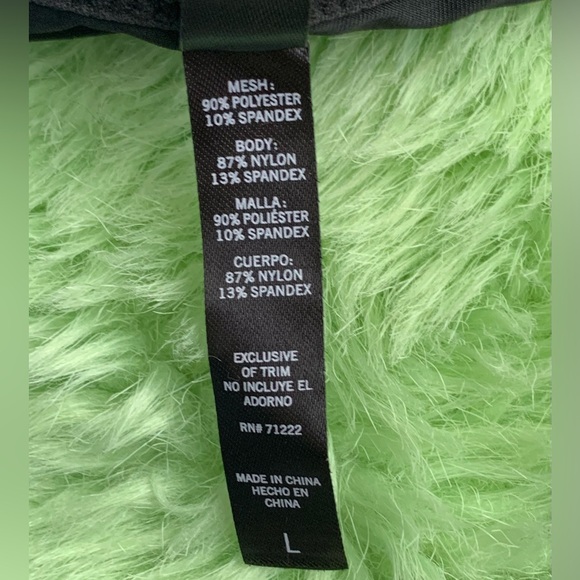 MESH:
90% POLYESTER
10% SPANDEX
BODY:
87% NYLON
13% SPANDEX
MALLA:
90% POLIÉSTER
10% SPANDEX
CUERPO:
87% NYLON
13% SPANDEX
EXCLUSIVE
OF TRIM
NO INCLUYE EL
ADORNO
RN# 71222
MADE IN CHINA
HECHO EN
CHINA
L